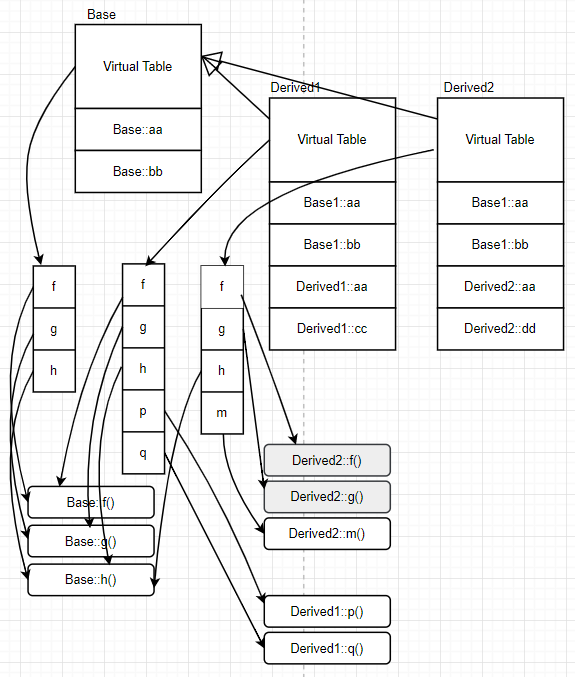 Base
Virtual Table
Base::aa
Base::bb
Derived1
Virtual Table
Base1::aa
Base1::bb
Derived1::aa
Derived1::cc
Derived2
Virtual Table
Base1::aa
Base1::bb
Derived2::aa
Derived2::dd
f
g
h
f
g
h
p
q
f
g
h
m
Base::f()
Base::g()
Base::h()
Derived2::f()
Derived2::g()
Derived2::m()
Derived1::p()
Derived1::q()